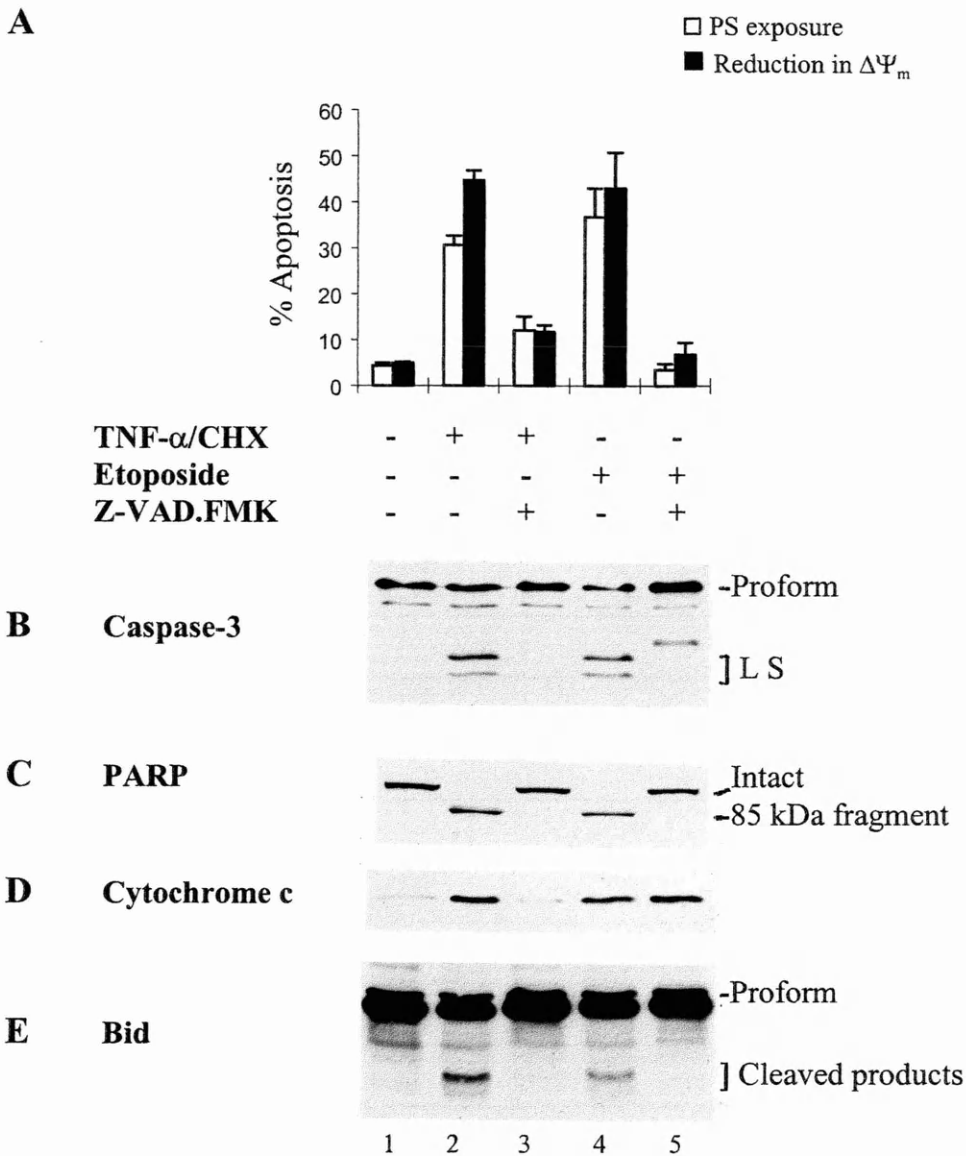 A
□ PS exposure
■ Reduction in ΔΨm
60
50
40
30
20
10
0
% Apoptosis
TNF-α/CHX - + + - -
Etoposide - - - + +
Z-VAD.FMK - - + - +
B Caspase-3
-Proform
] L S
C PARP
Intact
-85 kDa fragment
D Cytochrome c
E Bid
-Proform
] Cleaved products
1 2 3 4 5